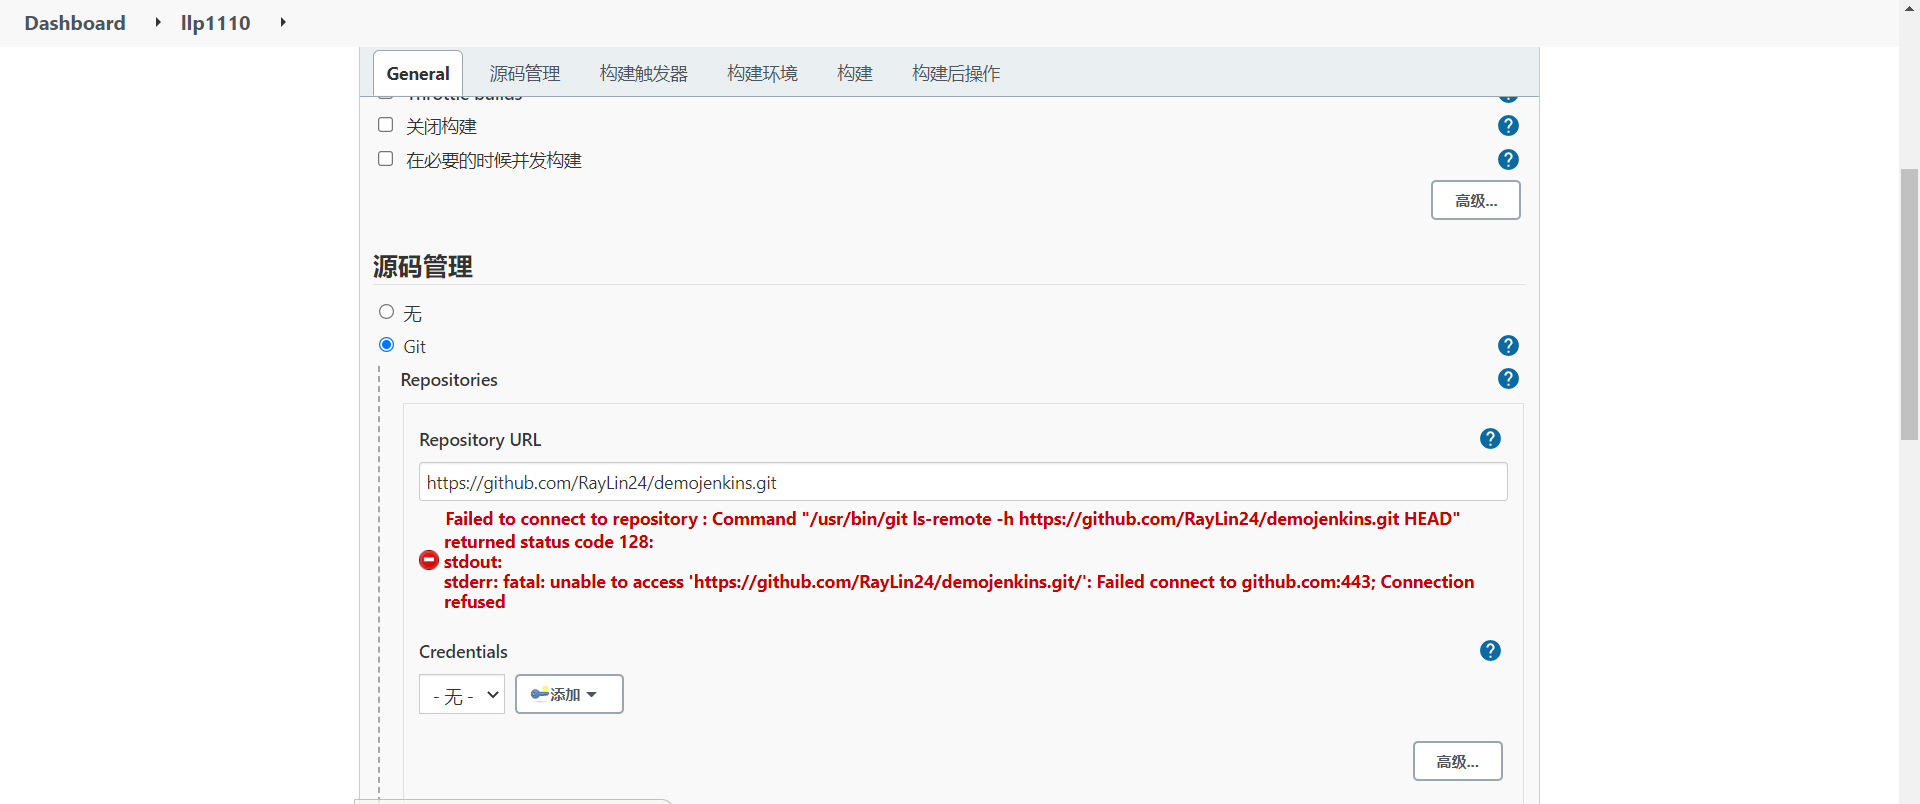 Dashboard llp1110
General 源码管理 构建触发器 构建环境 构建 构建后操作
Throttle builds
关闭构建
在必要的时候并发构建
高级...
源码管理
无
Git
Repositories
Repository URL
https://github.com/RayLin24/demojenkins.git
Failed to connect to repository : Command "/usr/bin/git ls-remote -h https://github.com/RayLin24/demojenkins.git HEAD"
returned status code 128:
stdout:
stderr: fatal: unable to access 'https://github.com/RayLin24/demojenkins.git/': Failed connect to github.com:443; Connection
refused
Credentials
- 无 - 添加
高级...